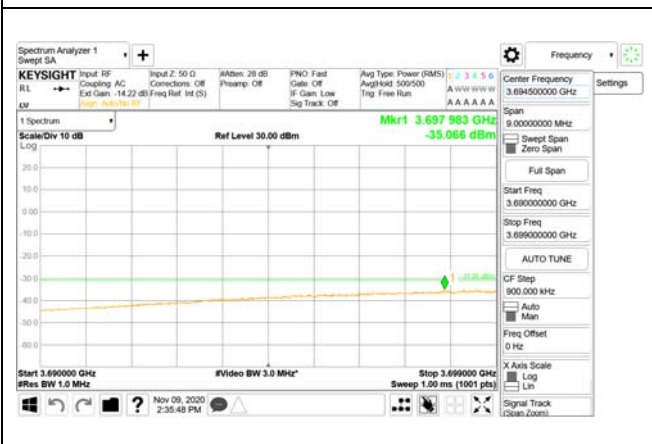 Spectrum Analyzer 1
Swept SA
+
Frequency
KEYSIGHT
RL
Input: RF
Coupling: AC
Ext Gain: -14.22 dB
Align: Auto/No RF
Input Z: 50 Ω
Corrections: Off
Freq Ref: Int (S)
#Atten: 28 dB
Preamp: Off
PNO: Fast
Gate: Off
IF Gain: Low
Sig Track: Off
Avg Type: Power (RMS)
Avg|Hold: 500/500
Trig: Free Run
1 2 3 4 5 6
A W W W W W
A A A A A A
1 Spectrum
Scale/Div 10 dB
Log
Ref Level 30.00 dBm
Mkr1 3.697 983 GHz
-35.066 dBm
20.0
10.0
0.00
-10.0
-20.0
-30.0
-40.0
-50.0
-60.0
1
Start 3.690000 GHz
#Res BW 1.0 MHz
#Video BW 3.0 MHz*
Stop 3.699000 GHz
Sweep 1.00 ms (1001 pts)
?
Nov 09, 2020
2:35:48 PM
Center Frequency
3.694500000 GHz
Settings
Span
9.00000000 MHz
Swept Span
Zero Span
Full Span
Start Freq
3.690000000 GHz
Stop Freq
3.699000000 GHz
AUTO TUNE
CF Step
900.000 kHz
Auto
Man
Freq Offset
0 Hz
X Axis Scale
Log
Lin
Signal Track
(Span Zoom)